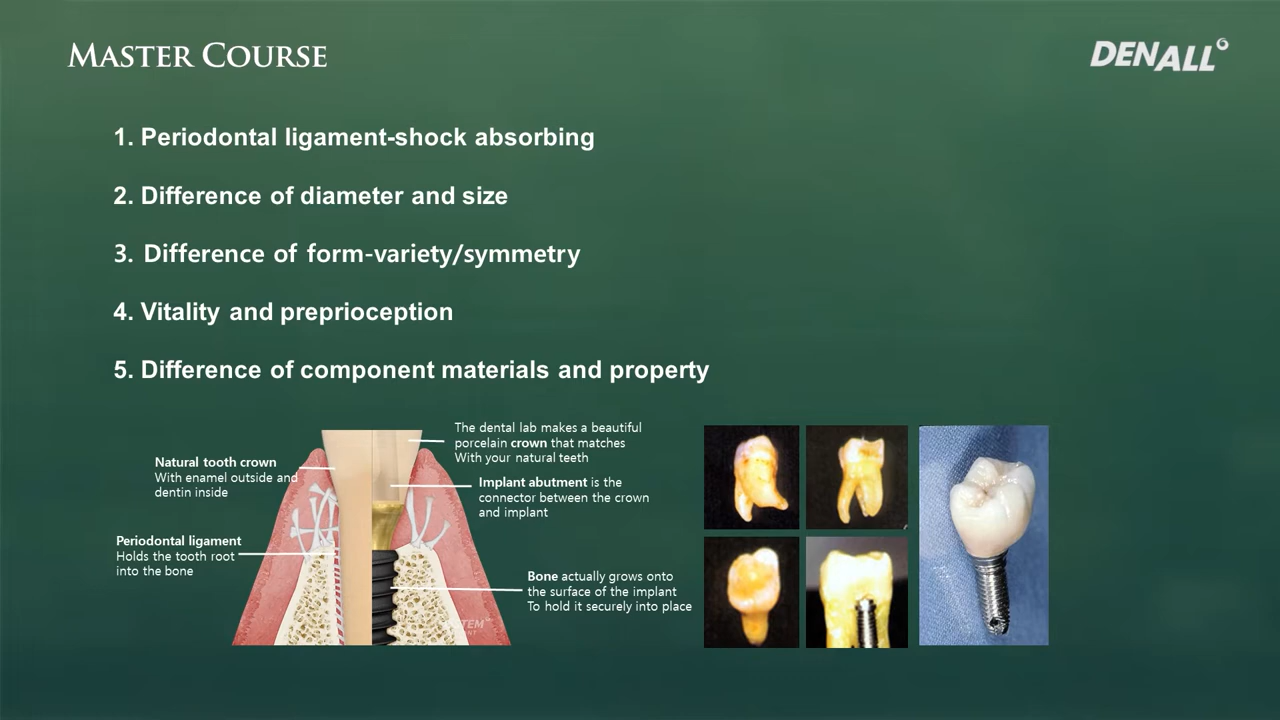 MASTER COURSE
DENALL
1. Periodontal ligament-shock absorbing
2. Difference of diameter and size
3. Difference of form-variety/symmetry
4. Vitality and preprioception
5. Difference of component materials and property
Natural tooth crown
With enamel outside and
dentin inside
Periodontal ligament
Holds the tooth root
into the bone
The dental lab makes a beautiful
porcelain crown that matches
With your natural teeth
Implant abutment is the
connector between the crown
and implant
Bone actually grows onto
the surface of the implant
To hold it securely into place